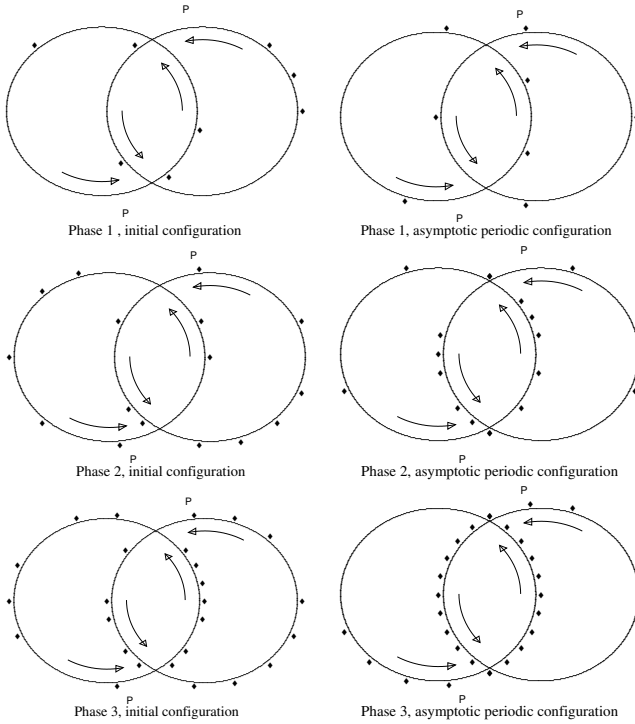 P
P
P
P
Phase 1 , initial configuration
Phase 1, asymptotic periodic configuration
P
P
P
P
Phase 2, initial configuration
Phase 2, asymptotic periodic configuration
P
P
P
P
Phase 3, initial configuration
Phase 3, asymptotic periodic configuration